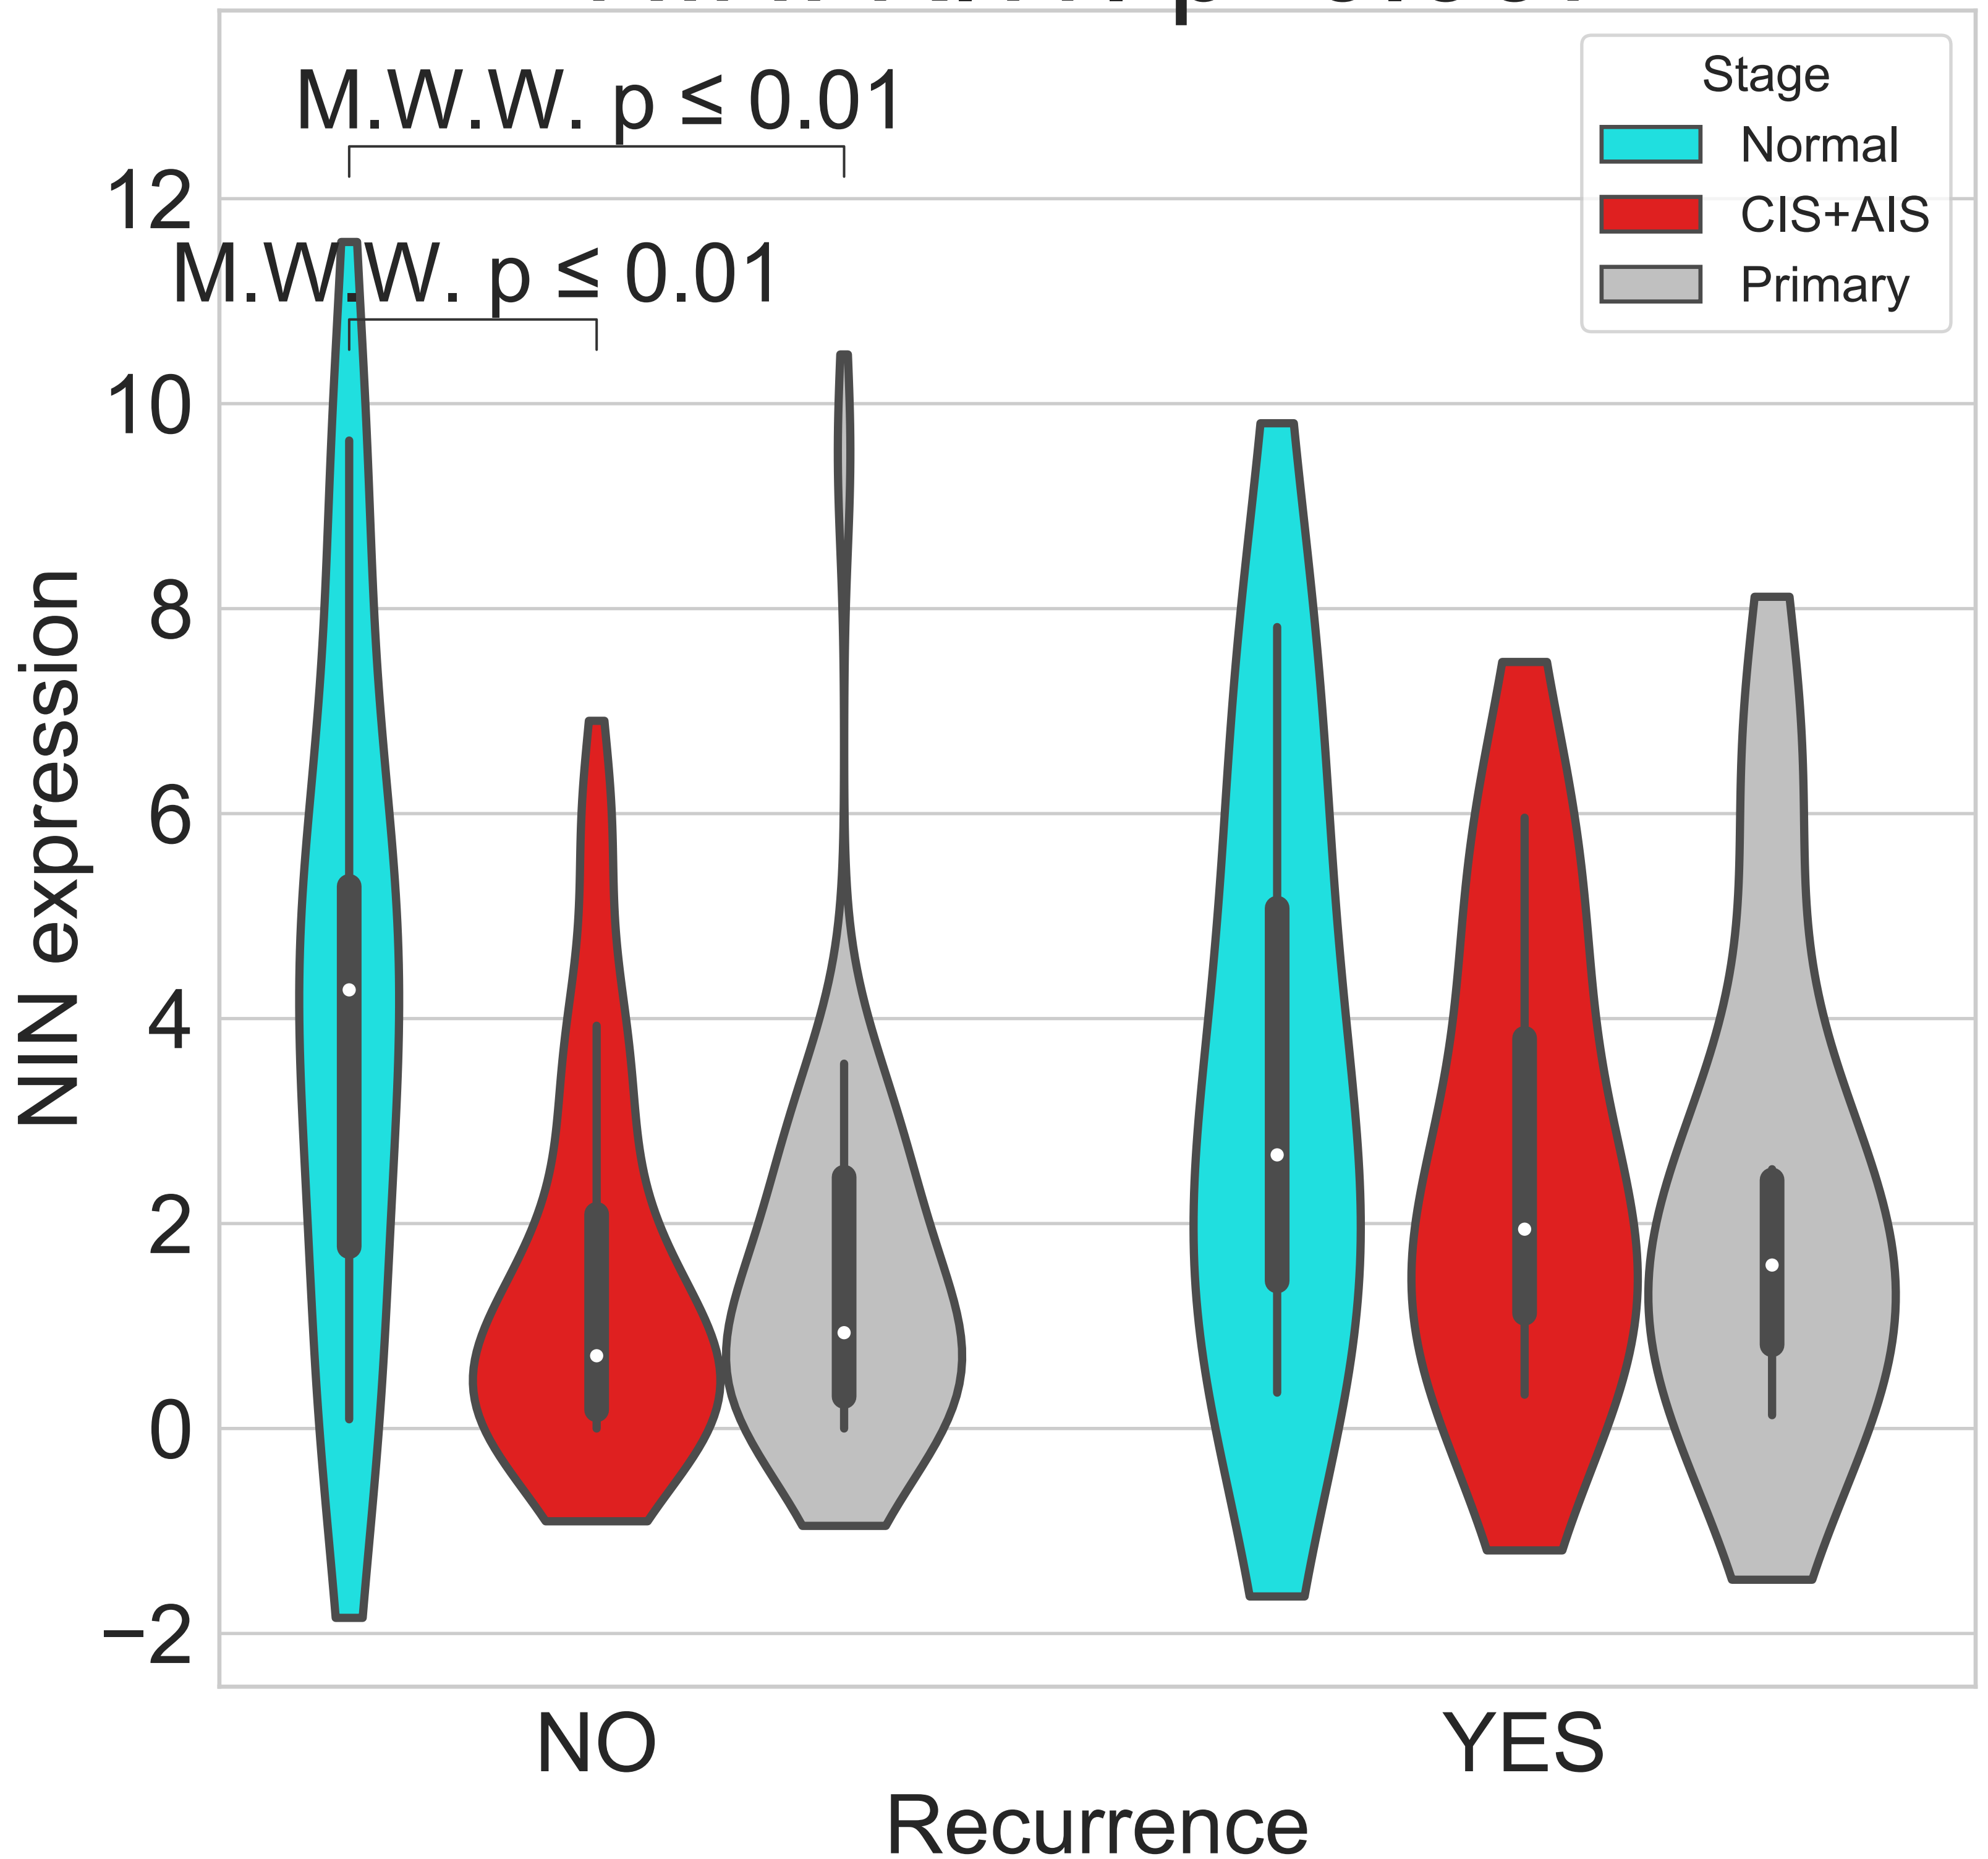 M.W.W. p ≤ 0.01
M.W.W. p ≤ 0.01
Stage
Normal
CIS+AIS
Primary
12
10
8
6
4
2
0
−2
NIN expression
NO
YES
Recurrence